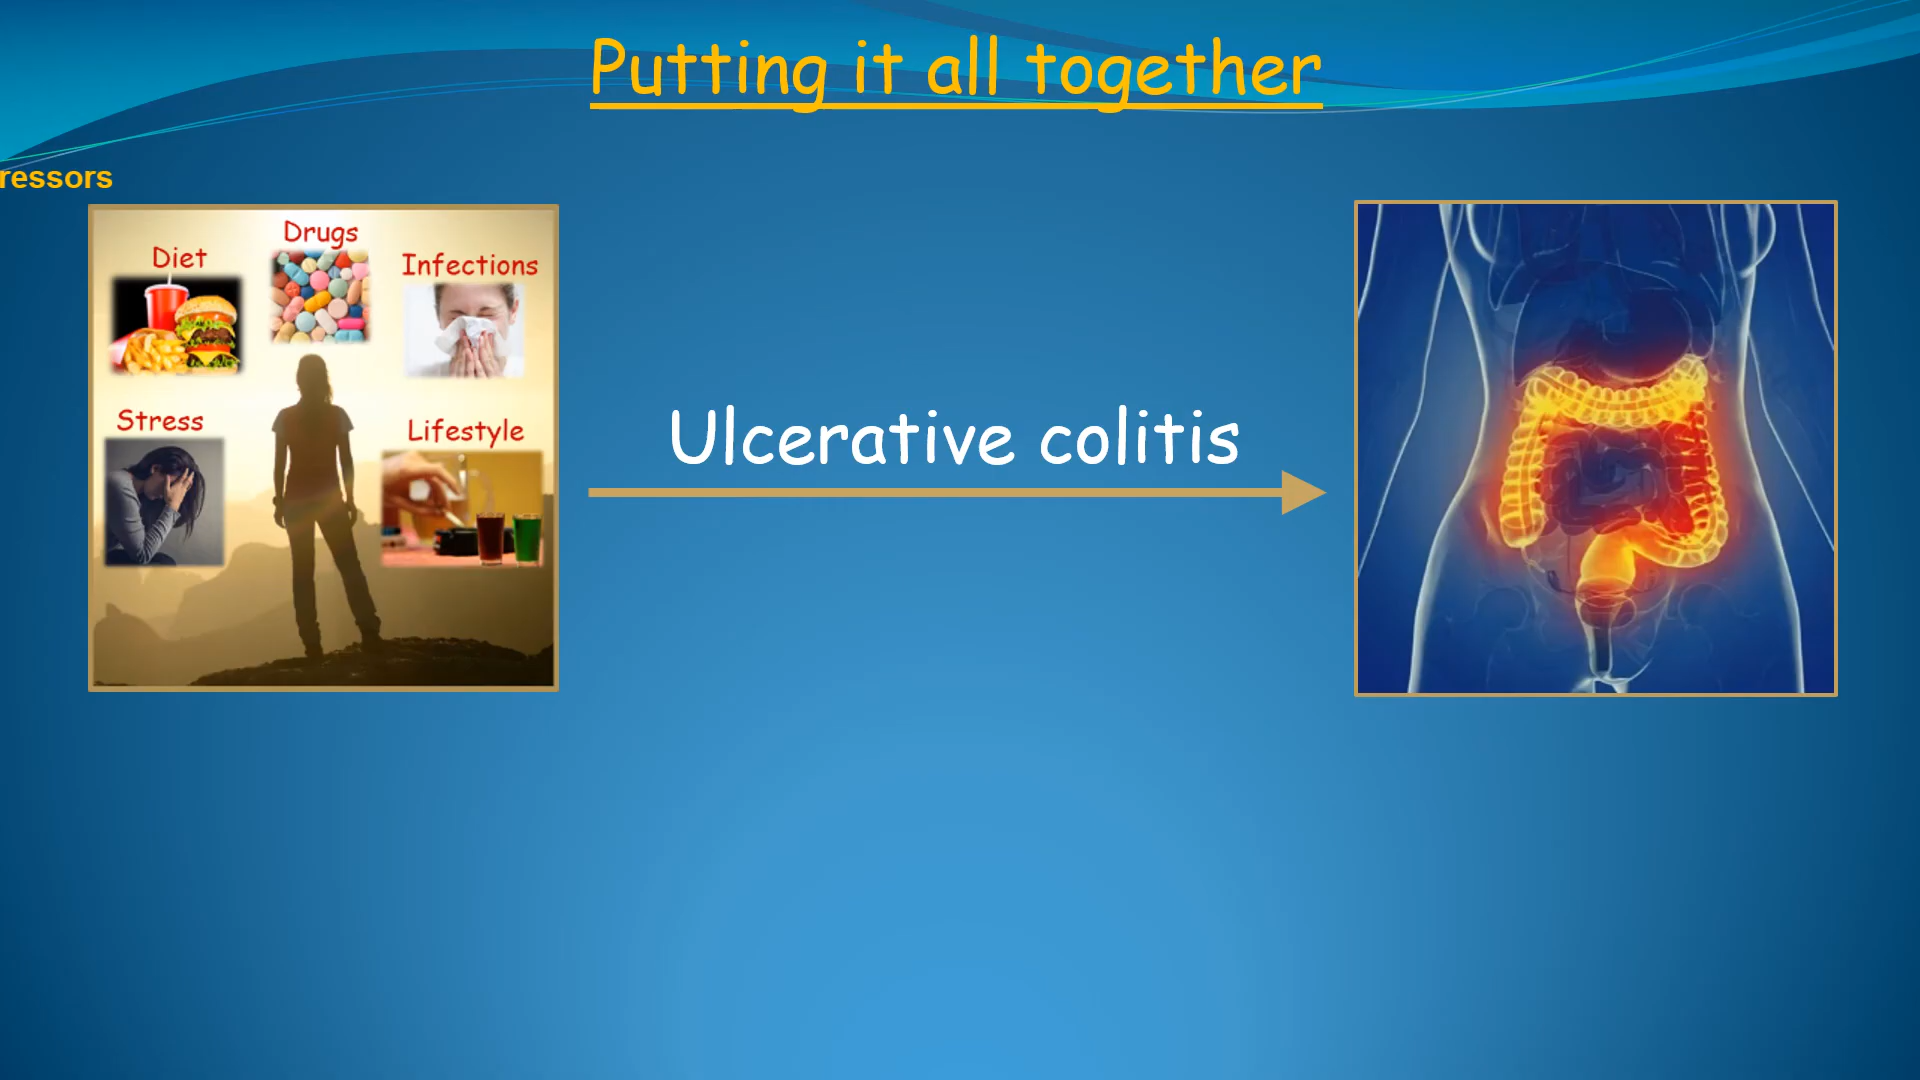 Putting it all together
ressors
Drugs
Diet
Infections
Stress
Lifestyle
Ulcerative colitis